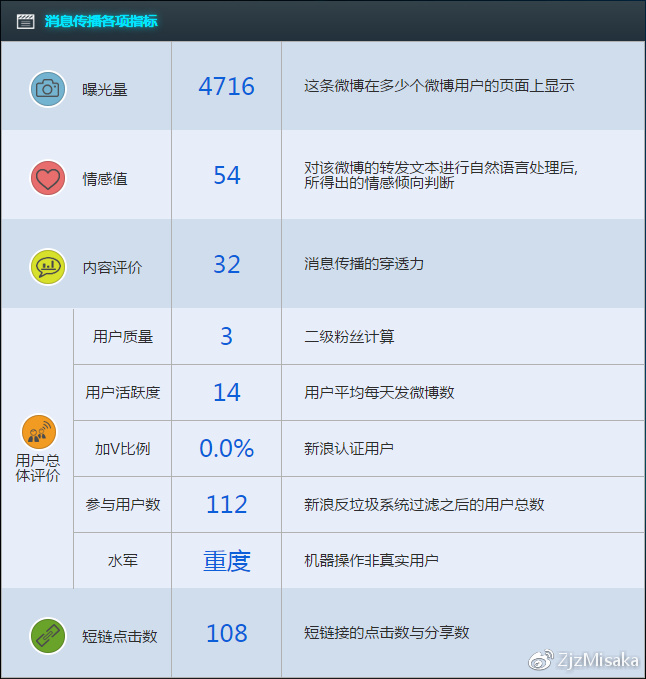 消息传播各项指标
曝光量
4716
这条微博在多少个微博用户的页面上显示
情感值
54
对该微博的转发文本进行自然语言处理后,
所得出的情感倾向判断
内容评价
32
消息传播的穿透力
用户总
体评价
用户质量
3
二级粉丝计算
用户活跃度
14
用户平均每天发微博数
加V比例
0.0%
新浪认证用户
参与用户数
112
新浪反垃圾系统过滤之后的用户总数
水军
重度
机器操作非真实用户
短链点击数
108
短链接的点击数与分享数
ZjzMisaka